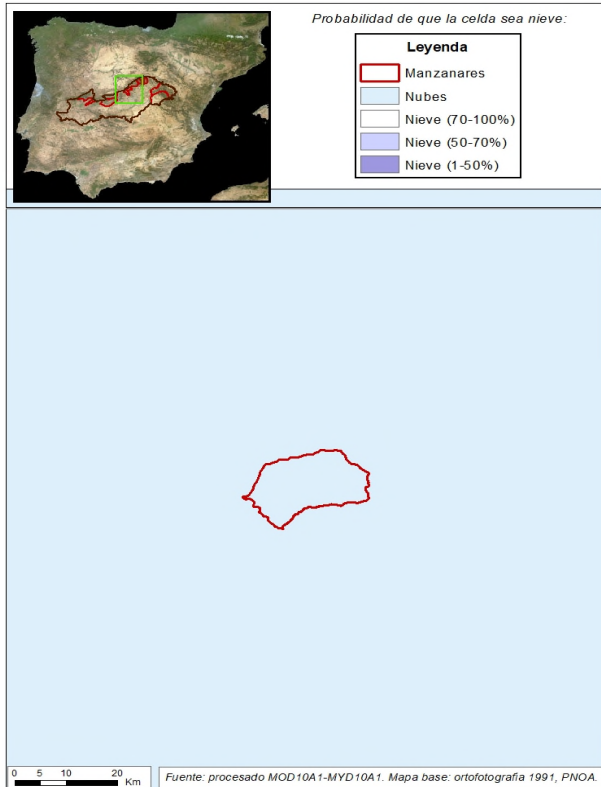 Probabilidad de que la celda sea nieve:
Leyenda
Manzanares
Nubes
Nieve (70-100%)
Nieve (50-70%)
Nieve (1-50%)
0 5 10 20
Km
Fuente: procesado MOD10A1-MYD10A1. Mapa base: ortofotografia 1991, PNOA.